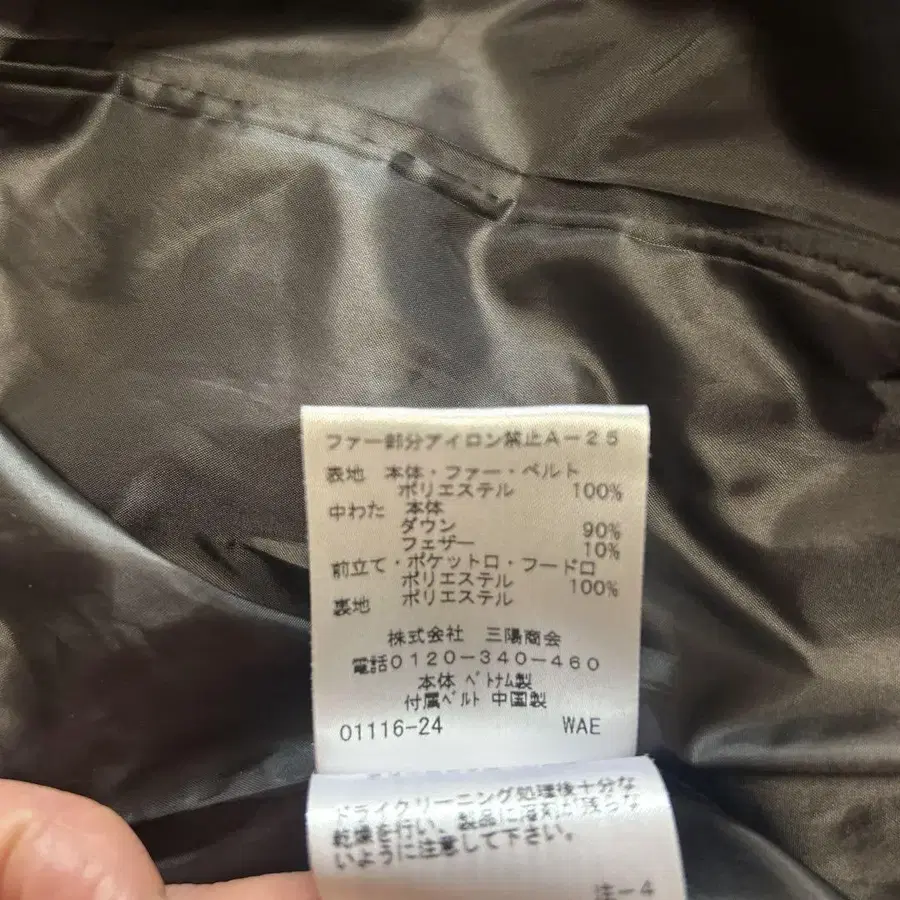 ファー部分アイロン禁止A-25
表地 本体・ファー・ベルト
ポリエステル 100%
中わた 本体
ダウン 90%
フェザー 10%
前立て・ポケット口・フード口
ポリエステル 100%
裏地 ポリエステル
株式会社 三陽商会
電話0120-340-460
本体 ベトナム製
付属ベルト 中国製
01116-24 WAE
ドライクリーニング処理後十分な
乾燥を行い、製品に溶剤が残らな
いように注意して下さい。
注-4